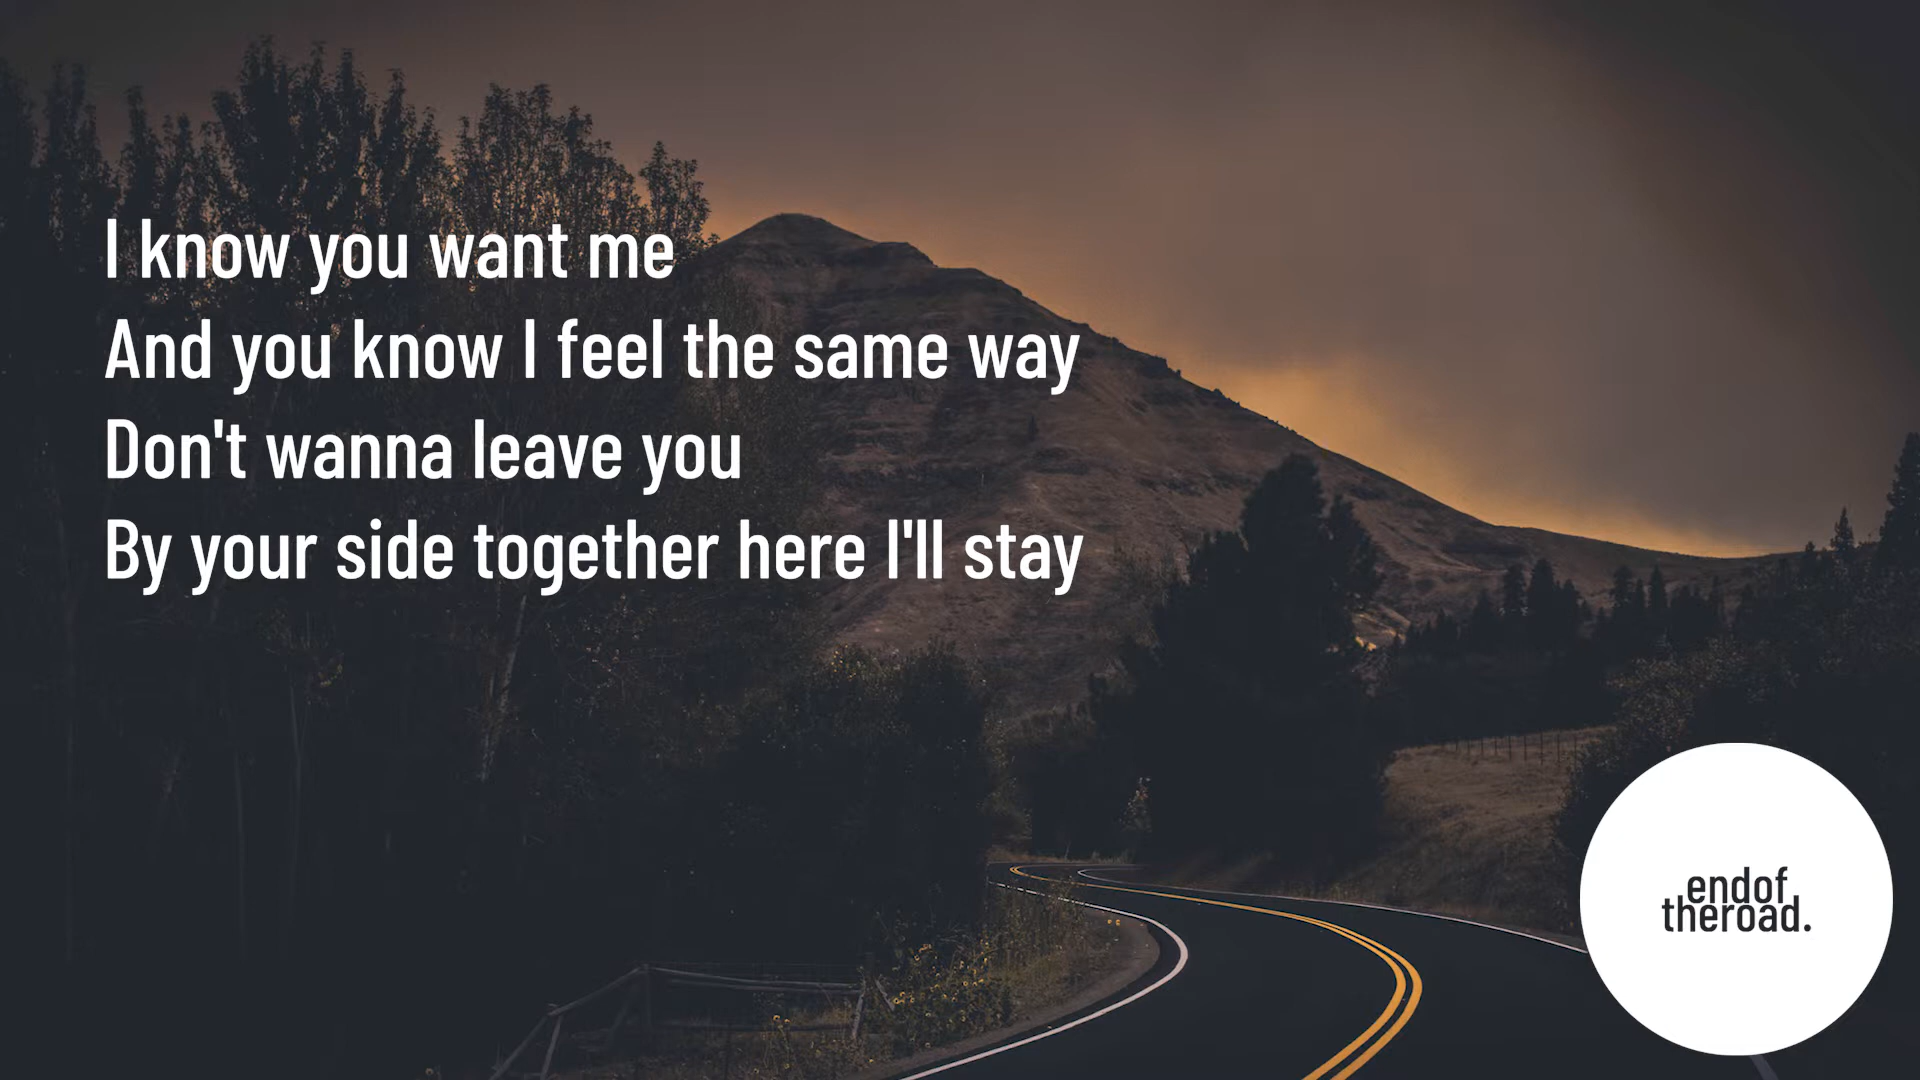 I know you want me
And you know I feel the same way
Don't wanna leave you
By your side together here I'll stay
endof
theroad.